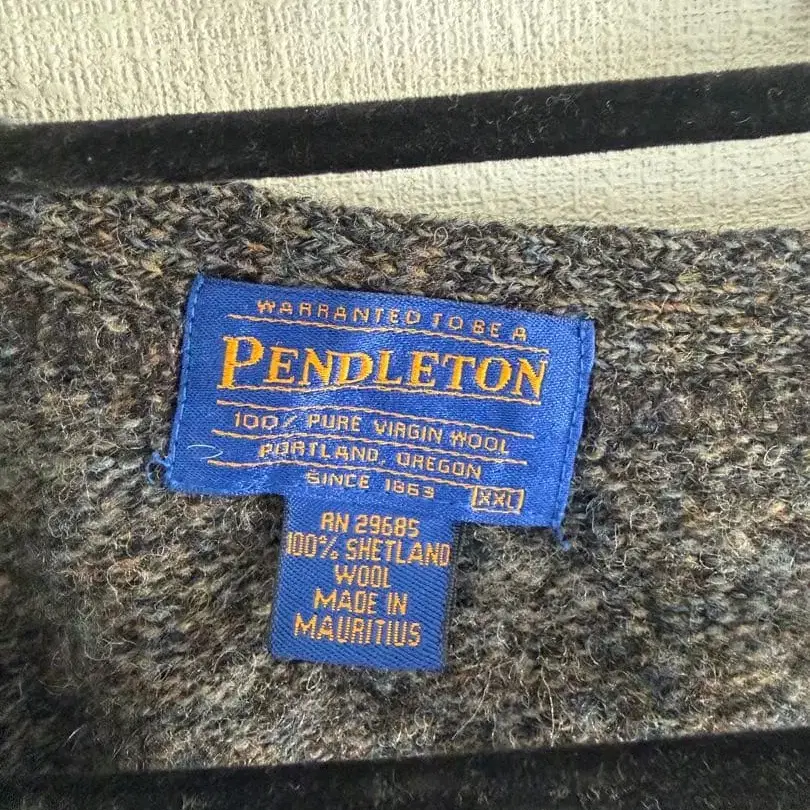 WARRANTED TO BE A
PENDLETON
100% PURE VIRGIN WOOL
PORTLAND, OREGON
SINCE 1863
XXL
RN 29685
100% SHETLAND
WOOL
MADE IN
MAURITIUS